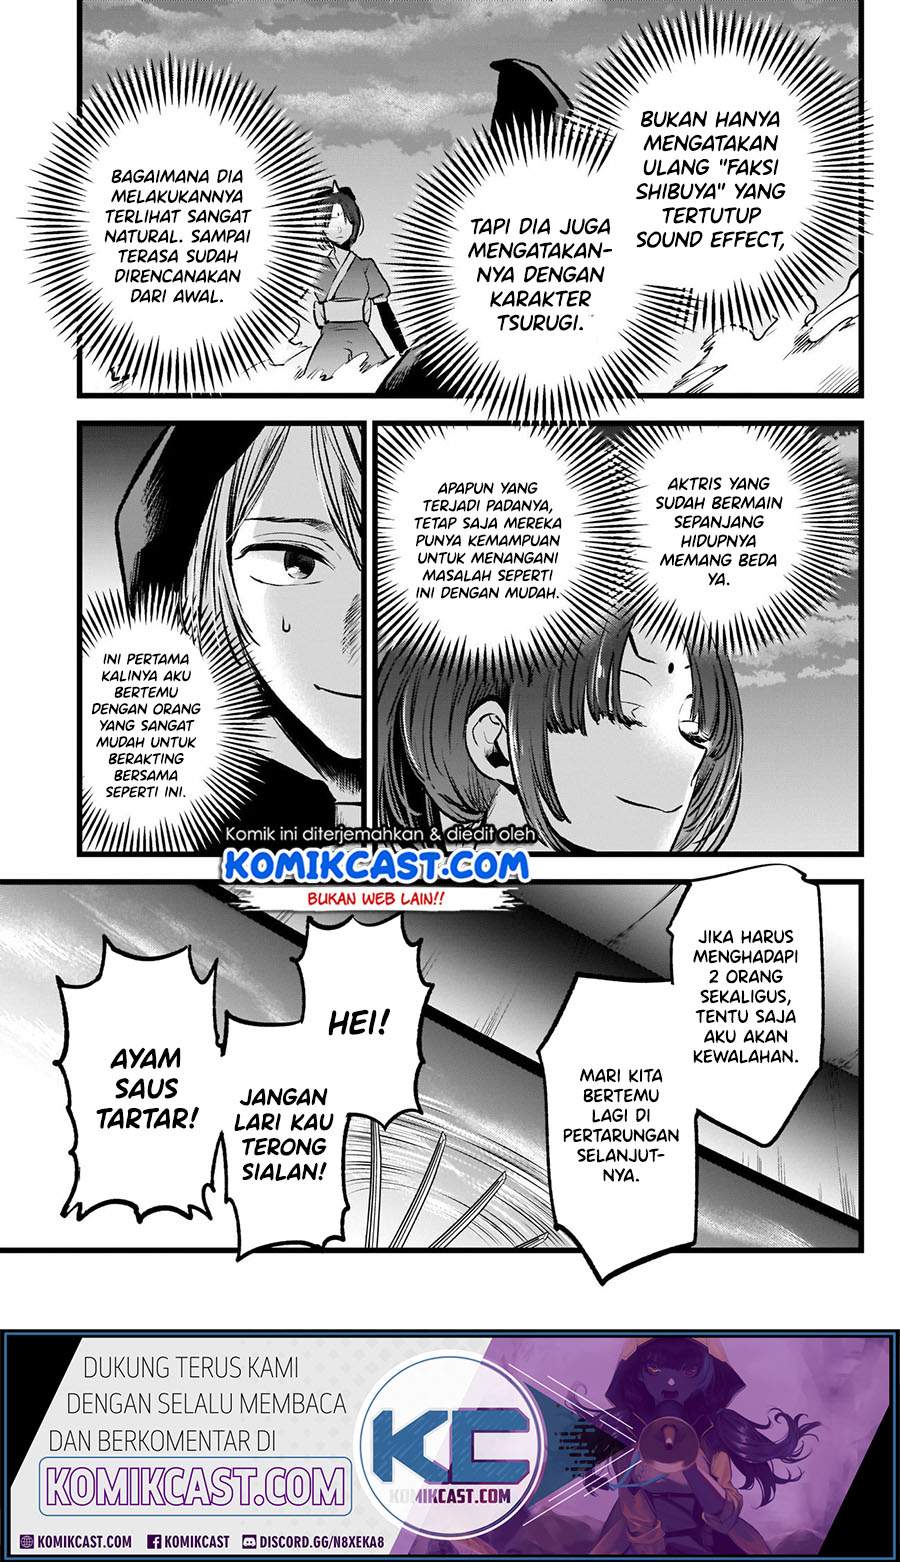 BUKAN HANYA
MENGATAKAN
ULANG "FAKSI
SHIBUYA" YANG
TERTUTUP
SOUND EFFECT,
TAPI DIA JUGA
MENGATAKAN-
NYA DENGAN
KARAKTER
TSURUGI.
BAGAIMANA DIA
MELAKUKANNYA
TERLIHAT SANGAT
NATURAL. SAMPAI
TERASA SUDAH
DIRENCANAKAN
DARI AWAL.
AKTRIS YANG
SUDAH BERMAIN
SEPANJANG
HIDUPNYA
MEMANG BEDA
YA.
APAPUN YANG
TERJADI PADANYA,
TETAP SAJA MEREKA
PUNYA KEMAMPUAN
UNTUK MENANGANI
MASALAH SEPERTI
INI DENGAN MUDAH.
INI PERTAMA
KALINYA AKU
BERTEMU
DENGAN ORANG
YANG SANGAT
MUDAH UNTUK
BERAKTING
BERSAMA
SEPERTI INI.
Komik ini diterjemahkan & diedit oleh
KOMIKCAST.COM
BUKAN WEB LAIN!!
JIKA HARUS
MENGHADAPI
2 ORANG
SEKALIGUS,
TENTU SAJA
AKU AKAN
KEWALAHAN.
MARI KITA
BERTEMU
LAGI DI
PERTARUNGAN
SELANJUT-
NYA.
HEI!
JANGAN
LARI KAU
TERONG
SIALAN!
AYAM
SAUS
TARTAR!
DUKUNG TERUS KAMI
DENGAN SELALU MEMBACA
DAN BERKOMENTAR DI
KOMIKCAST.COM
KOMIKCAST.COM KOMIKCAST DISCORD.GG/N8XEKA8
KC
KOMIKCAST.COM